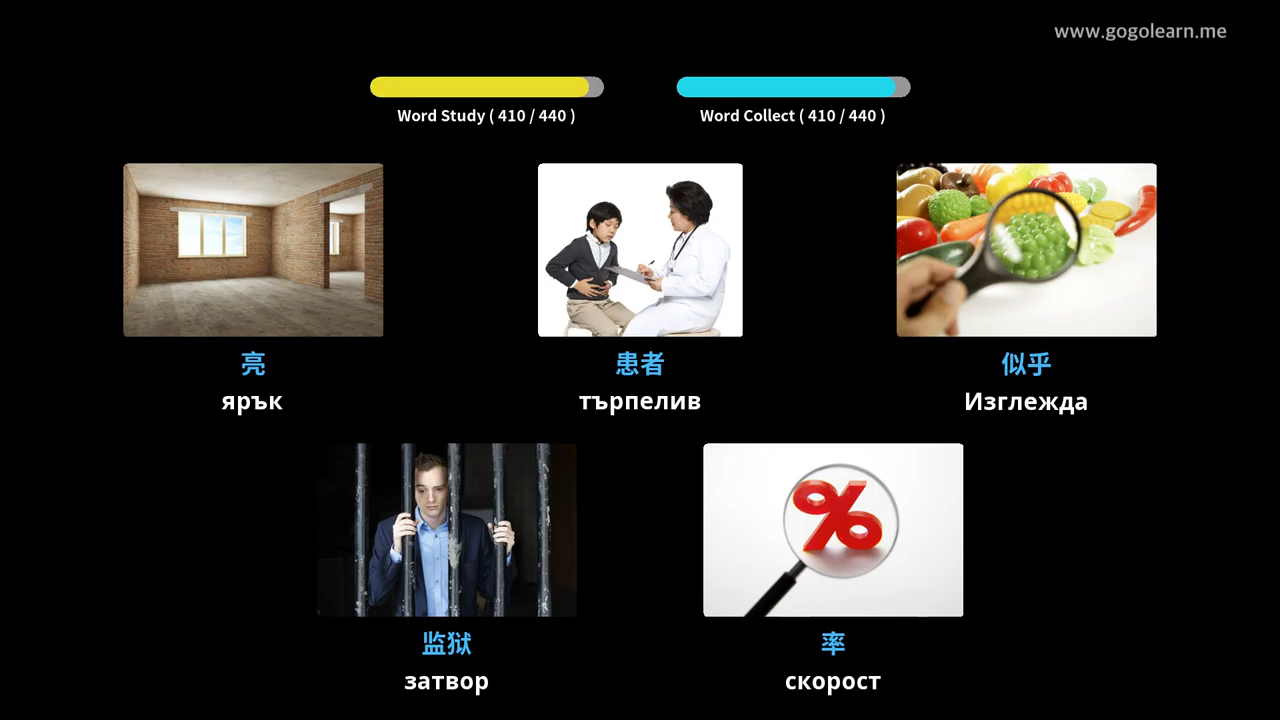 www.gogolearn.me
Word Study ( 410 / 440 )
Word Collect ( 410 / 440 )
亮
ярък
患者
търпелив
似乎
Изглежда
监狱
затвор
率
скорост
%